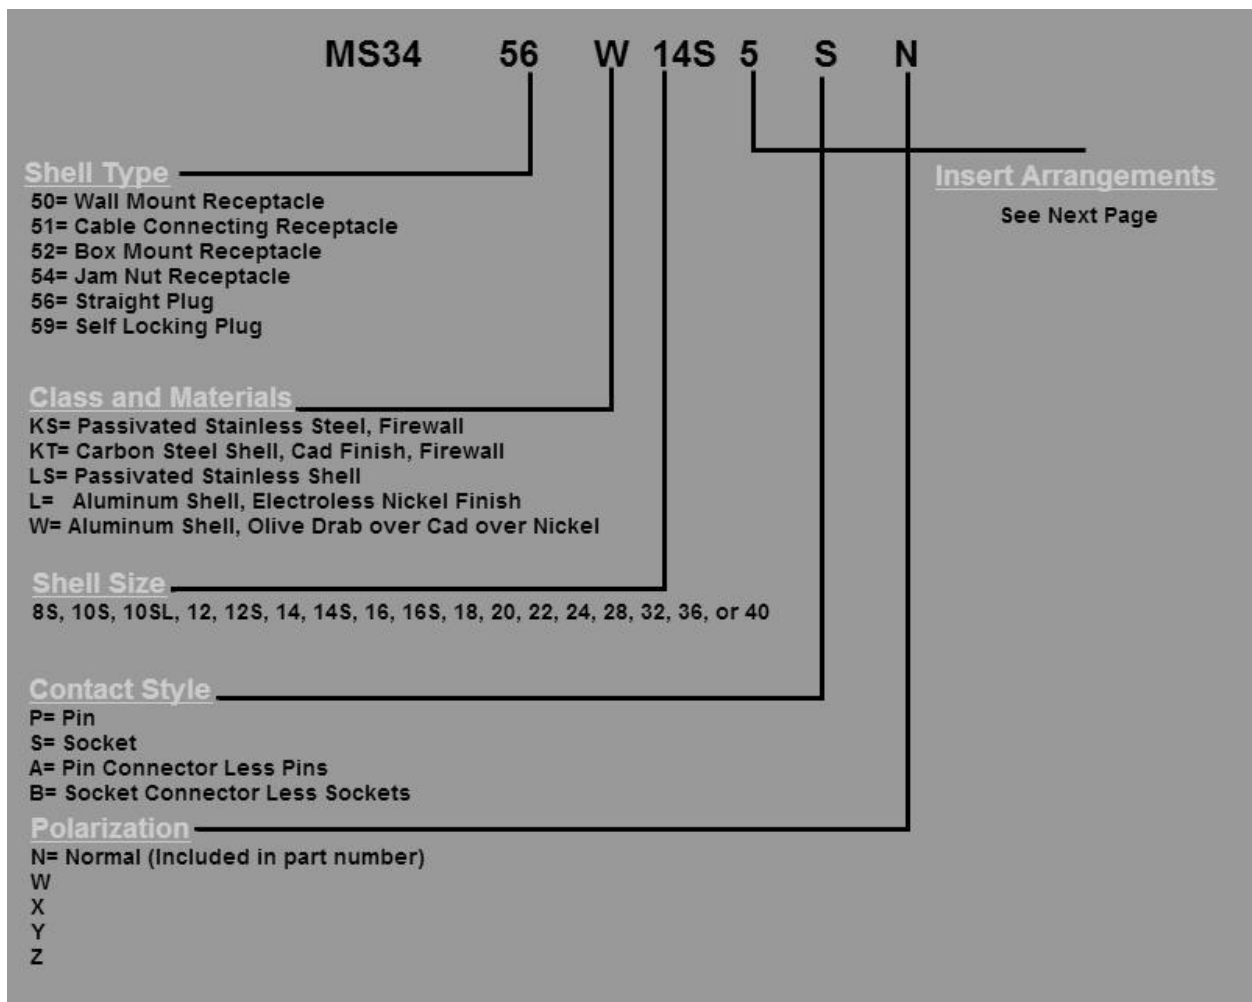 MS34 56 W 14S 5 S N
Shell Type
50= Wall Mount Receptacle
51= Cable Connecting Receptacle
52= Box Mount Receptacle
54= Jam Nut Receptacle
56= Straight Plug
59= Self Locking Plug
Insert Arrangements
See Next Page
Class and Materials
KS= Passivated Stainless Steel, Firewall
KT= Carbon Steel Shell, Cad Finish, Firewall
LS= Passivated Stainless Shell
L= Aluminum Shell, Electroless Nickel Finish
W= Aluminum Shell, Olive Drab over Cad over Nickel
Shell Size
8S, 10S, 10SL, 12, 12S, 14, 14S, 16, 16S, 18, 20, 22, 24, 28, 32, 36, or 40
Contact Style
P= Pin
S= Socket
A= Pin Connector Less Pins
B= Socket Connector Less Sockets
Polarization
N= Normal (Included in part number)
W
X
Y
Z